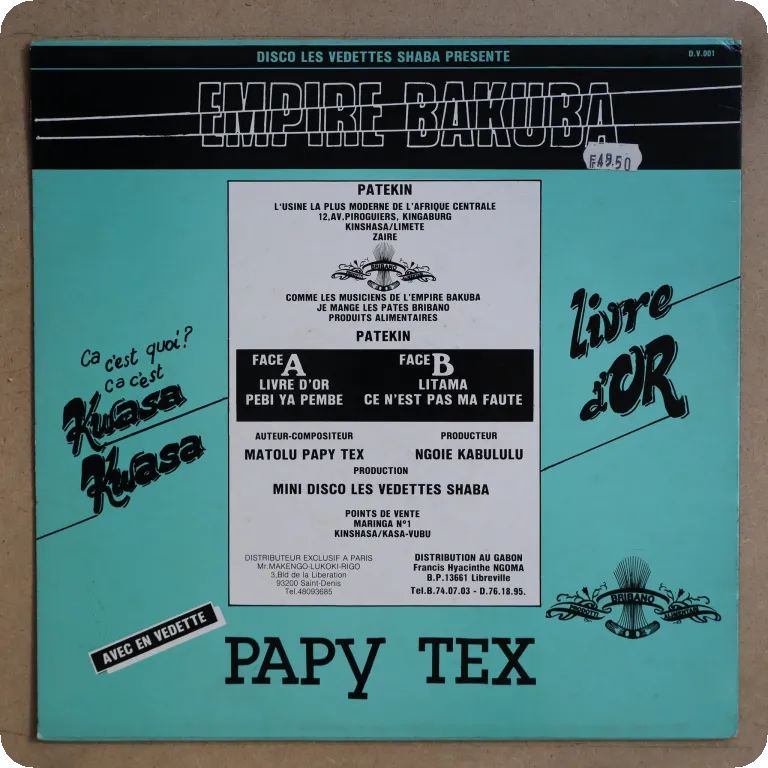 DISCO LES VEDETTES SHABA PRESENTE
D.V.001
EMPIRE BAKUBA
F49.50
PATEKIN
L'USINE LA PLUS MODERNE DE L'AFRIQUE CENTRALE
12,AV.PIROGUIERS, KINGABURG
KINSHASA/LIMETE
ZAIRE
BRIBANO
COMME LES MUSICIENS DE L'EMPIRE BAKUBA
JE MANGE LES PATES BRIBANO
PRODUITS ALIMENTAIRES
PATEKIN
FACE A
LIVRE D'OR
PEBI YA PEMBE
FACE B
LITAMA
CE N'EST PAS MA FAUTE
AUTEUR-COMPOSITEUR
MATOLU PAPY TEX
PRODUCTEUR
NGOIE KABULULU
PRODUCTION
MINI DISCO LES VEDETTES SHABA
POINTS DE VENTE
MARINGA N°1
KINSHASA/KASA-VUBU
DISTRIBUTEUR EXCLUSIF A PARIS
Mr.MAKENGO-LUKOKI-RIGO
3,Bld de la Liberation
93200 Saint-Denis
Tel.48093685
DISTRIBUTION AU GABON
Francis Hyacinthe NGOMA
B.P.13661 Libreville
Tel.B.74.07.03 - D.76.18.95.
Ca c'est quoi?
ca c'est
Kwasa
Kwasa
Livre
d'OR
BRIBANO
AVEC EN VEDETTE
PAPY TEX